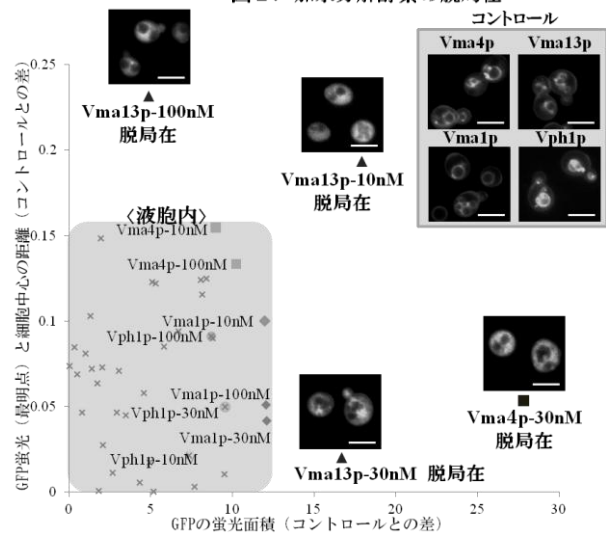 コントロール
Vma4p Vma13p
Vma1p Vph1p
Vma13p-100nM
脱局在
Vma13p-10nM
脱局在
〈液胞内〉
Vma4p-10nM
Vma4p-100nM
Vma1p-10nM
Vph1p-100nM
Vma1p-100nM
Vph1p-30nM
Vma1p-30nM
Vph1p-10nM
Vma13p-30nM 脱局在
Vma4p-30nM
脱局在
GFP蛍光（最明点）と細胞中心の距離（コントロールとの差）
0.25
0.2
0.15
0.1
0.05
0
0 5 10 15 20 25 30
GFPの蛍光面積（コントロールとの差）